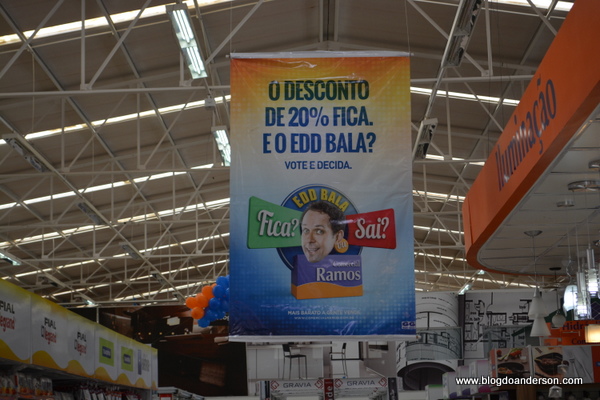 O DESCONTO
DE 20% FICA.
E O EDD BALA?
VOTE E DECIDA.
EDD BALA
Fica?
Sai?
Ramos
Iluminação
GRAVIA
GRAVIA
www.blogdoanderson.com